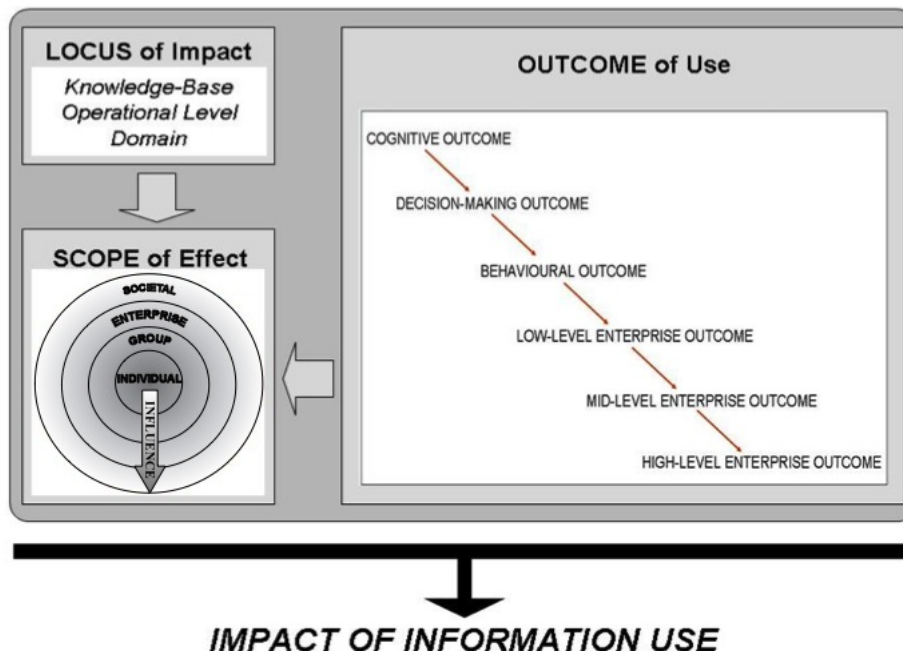 LOCUS of Impact
Knowledge-Base
Operational Level
Domain
SCOPE of Effect
SOCIETAL
ENTERPRISE
GROUP
INDIVIDUAL
INFLUENCE
OUTCOME of Use
COGNITIVE OUTCOME
DECISION-MAKING OUTCOME
BEHAVIOURAL OUTCOME
LOW-LEVEL ENTERPRISE OUTCOME
MID-LEVEL ENTERPRISE OUTCOME
HIGH-LEVEL ENTERPRISE OUTCOME
IMPACT OF INFORMATION USE